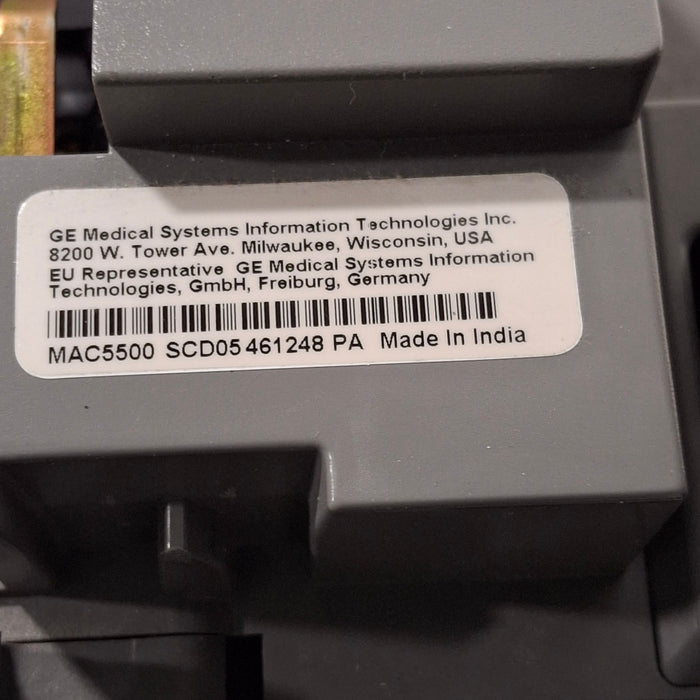 GE Medical Systems Information Technologies Inc.
8200 W. Tower Ave. Milwaukee, Wisconsin, USA
EU Representative GE Medical Systems Information
Technologies, GmbH, Freiburg, Germany
MAC5500 SCD05461248 PA Made In India